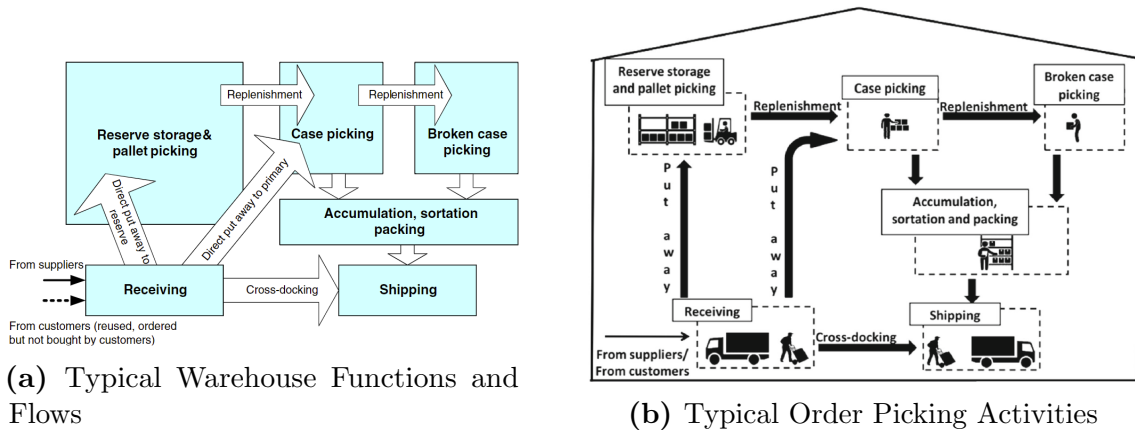 Replenishment
Replenishment
Reserve storage&
pallet picking
Case picking
Broken case
picking
Direct put away to
reserve
Direct put away to primary
Accumulation, sortation
packing
From suppliers
Receiving
Cross-docking
Shipping
From customers (reused, ordered
but not bought by customers)
(a) Typical Warehouse Functions and
Flows
Reserve storage
and pallet picking
Replenishment
Case picking
Replenishment
Broken case
picking
Put away
Put away
Accumulation,
sortation and packing
Receiving
Shipping
Cross-docking
From suppliers/
From customers
(b) Typical Order Picking Activities